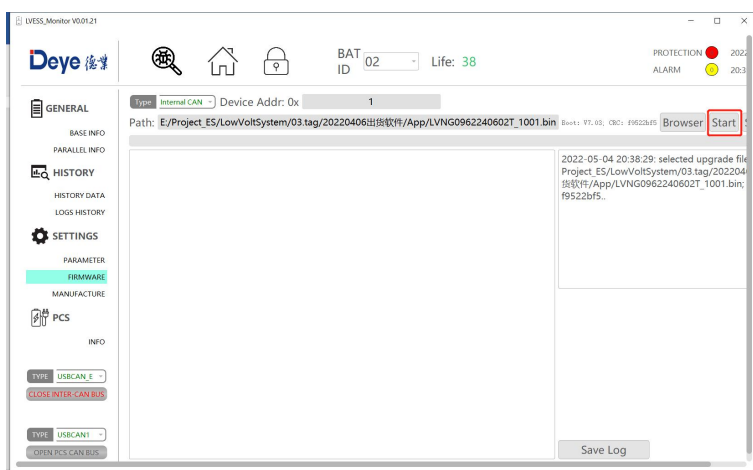 LVESS_Monitor V0.01.21
Deye 德业
BAT ID 02 Life: 38
PROTECTION 2022
ALARM 20:3
GENERAL
BASE INFO
PARALLEL INFO
HISTORY
HISTORY DATA
LOGS HISTORY
SETTINGS
PARAMETER
FIRMWARE
MANUFACTURE
PCS
INFO
TYPE USBCAN_E
CLOSE INTER-CAN BUS
TYPE USBCAN1
OPEN PCS CAN BUS
Type Internal CAN Device Addr: 0x 1
Path: E:/Project_ES/LowVoltSystem/03.tag/20220406出货软件/App/LVNG0962240602T_1001.bin Boot: V7.03, CRC: f9522bf5 Browser Start S
2022-05-04 20:38:29: selected upgrade file
Project_ES/LowVoltSystem/03.tag/202204
货软件/App/LVNG0962240602T_1001.bin;
f9522bf5..
Save Log